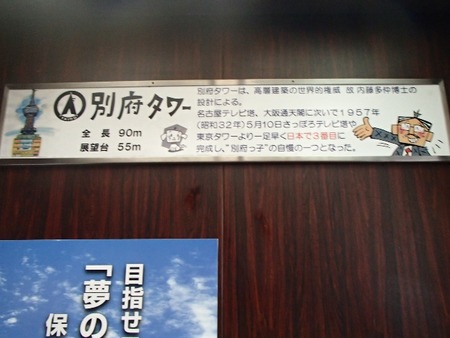 別府タワー
全長 90m
展望台 55m
別府タワーは、高層建築の世界的権威 故 内藤多仲博士の
設計による。
名古屋テレビ塔、大阪通天閣に次いで1957年
(昭和32年)5月10日さっぽろテレビ塔や
東京タワーより一足早く日本で3番目に
完成し、"別府っ子"の自慢の一つとなった。
目指せ
「夢の
保